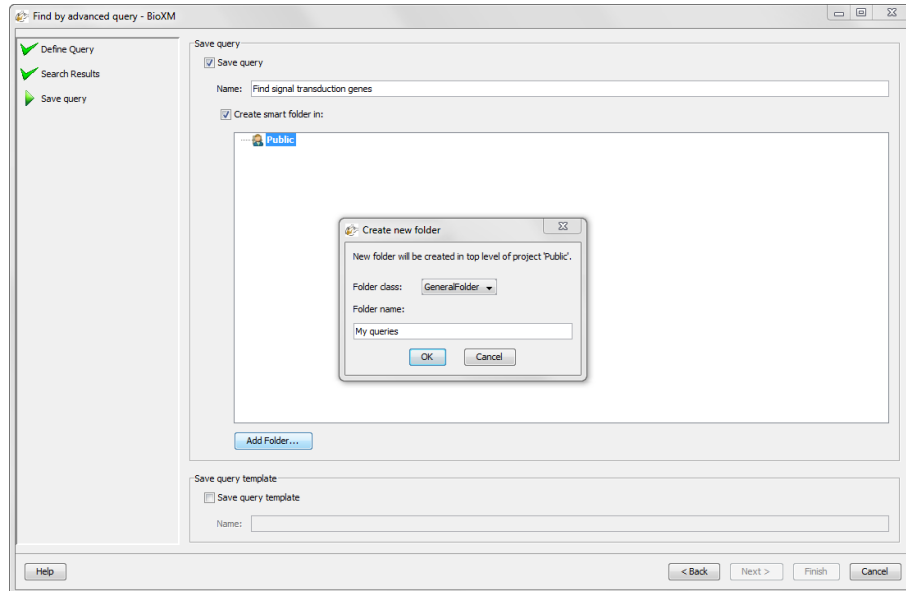 Find by advanced query - BioXM
Define Query
Search Results
Save query
Save query
Save query
Name: Find signal transduction genes
Create smart folder in:
Public
Create new folder
New folder will be created in top level of project 'Public'.
Folder class: GeneralFolder
Folder name:
My queries
OK Cancel
Add Folder...
Save query template
Save query template
Name:
Help < Back Next > Finish Cancel